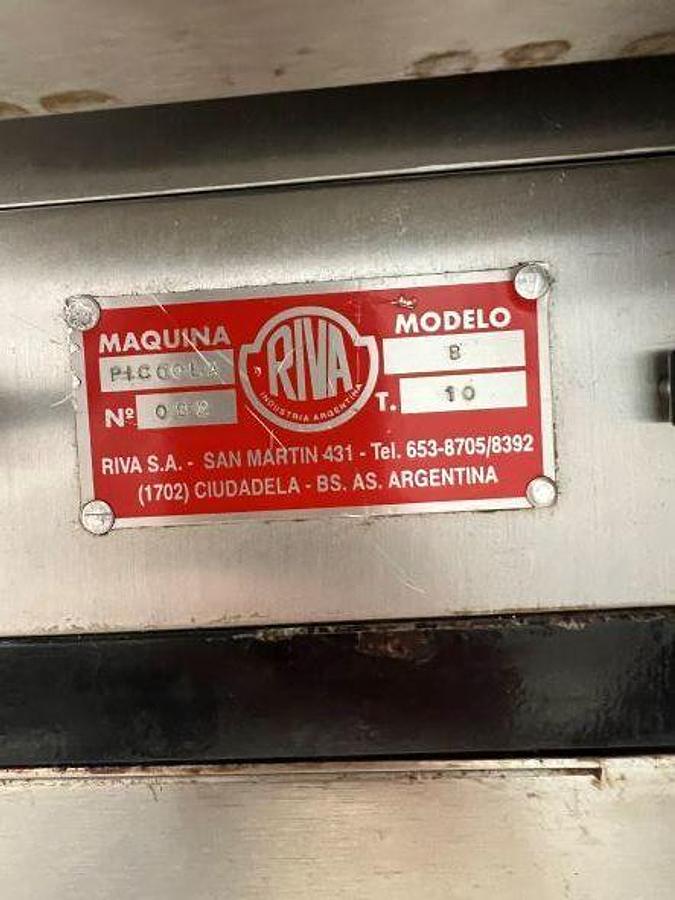 MAQUINA
PICCOLA
Nº
RIVA
INDUSTRIA ARGENTINA
MODELO
T. 10
RIVA S.A. - SAN MARTIN 431 - Tel. 653-8705/8392
(1702) CIUDADELA - BS. AS. ARGENTINA